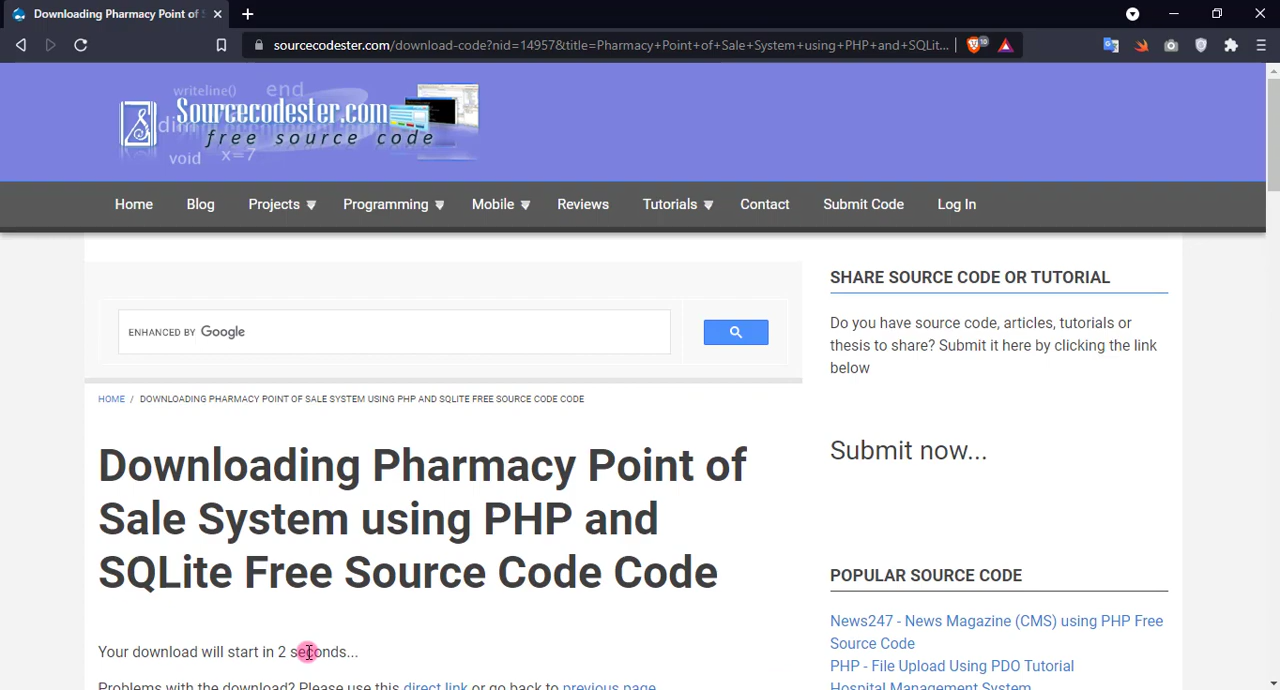 Downloading Pharmacy Point of
sourcecodester.com/download-code?nid=14957&title=Pharmacy+Point+of+Sale+System+using+PHP+and+SQLit...
10
writeline()
end
Sourcecodester.com
dim
free source code
void
x=7
Home
Blog
Projects
Programming
Mobile
Reviews
Tutorials
Contact
Submit Code
Log In
ENHANCED BY Google
HOME / DOWNLOADING PHARMACY POINT OF SALE SYSTEM USING PHP AND SQLITE FREE SOURCE CODE CODE
Downloading Pharmacy Point of
Sale System using PHP and
SQLite Free Source Code Code
Your download will start in 2 seconds...
Problems with the download? Please use this direct link or go back to previous page
SHARE SOURCE CODE OR TUTORIAL
Do you have source code, articles, tutorials or
thesis to share? Submit it here by clicking the link
below
Submit now...
POPULAR SOURCE CODE
News247 - News Magazine (CMS) using PHP Free
Source Code
PHP - File Upload Using PDO Tutorial
Hospital Management System